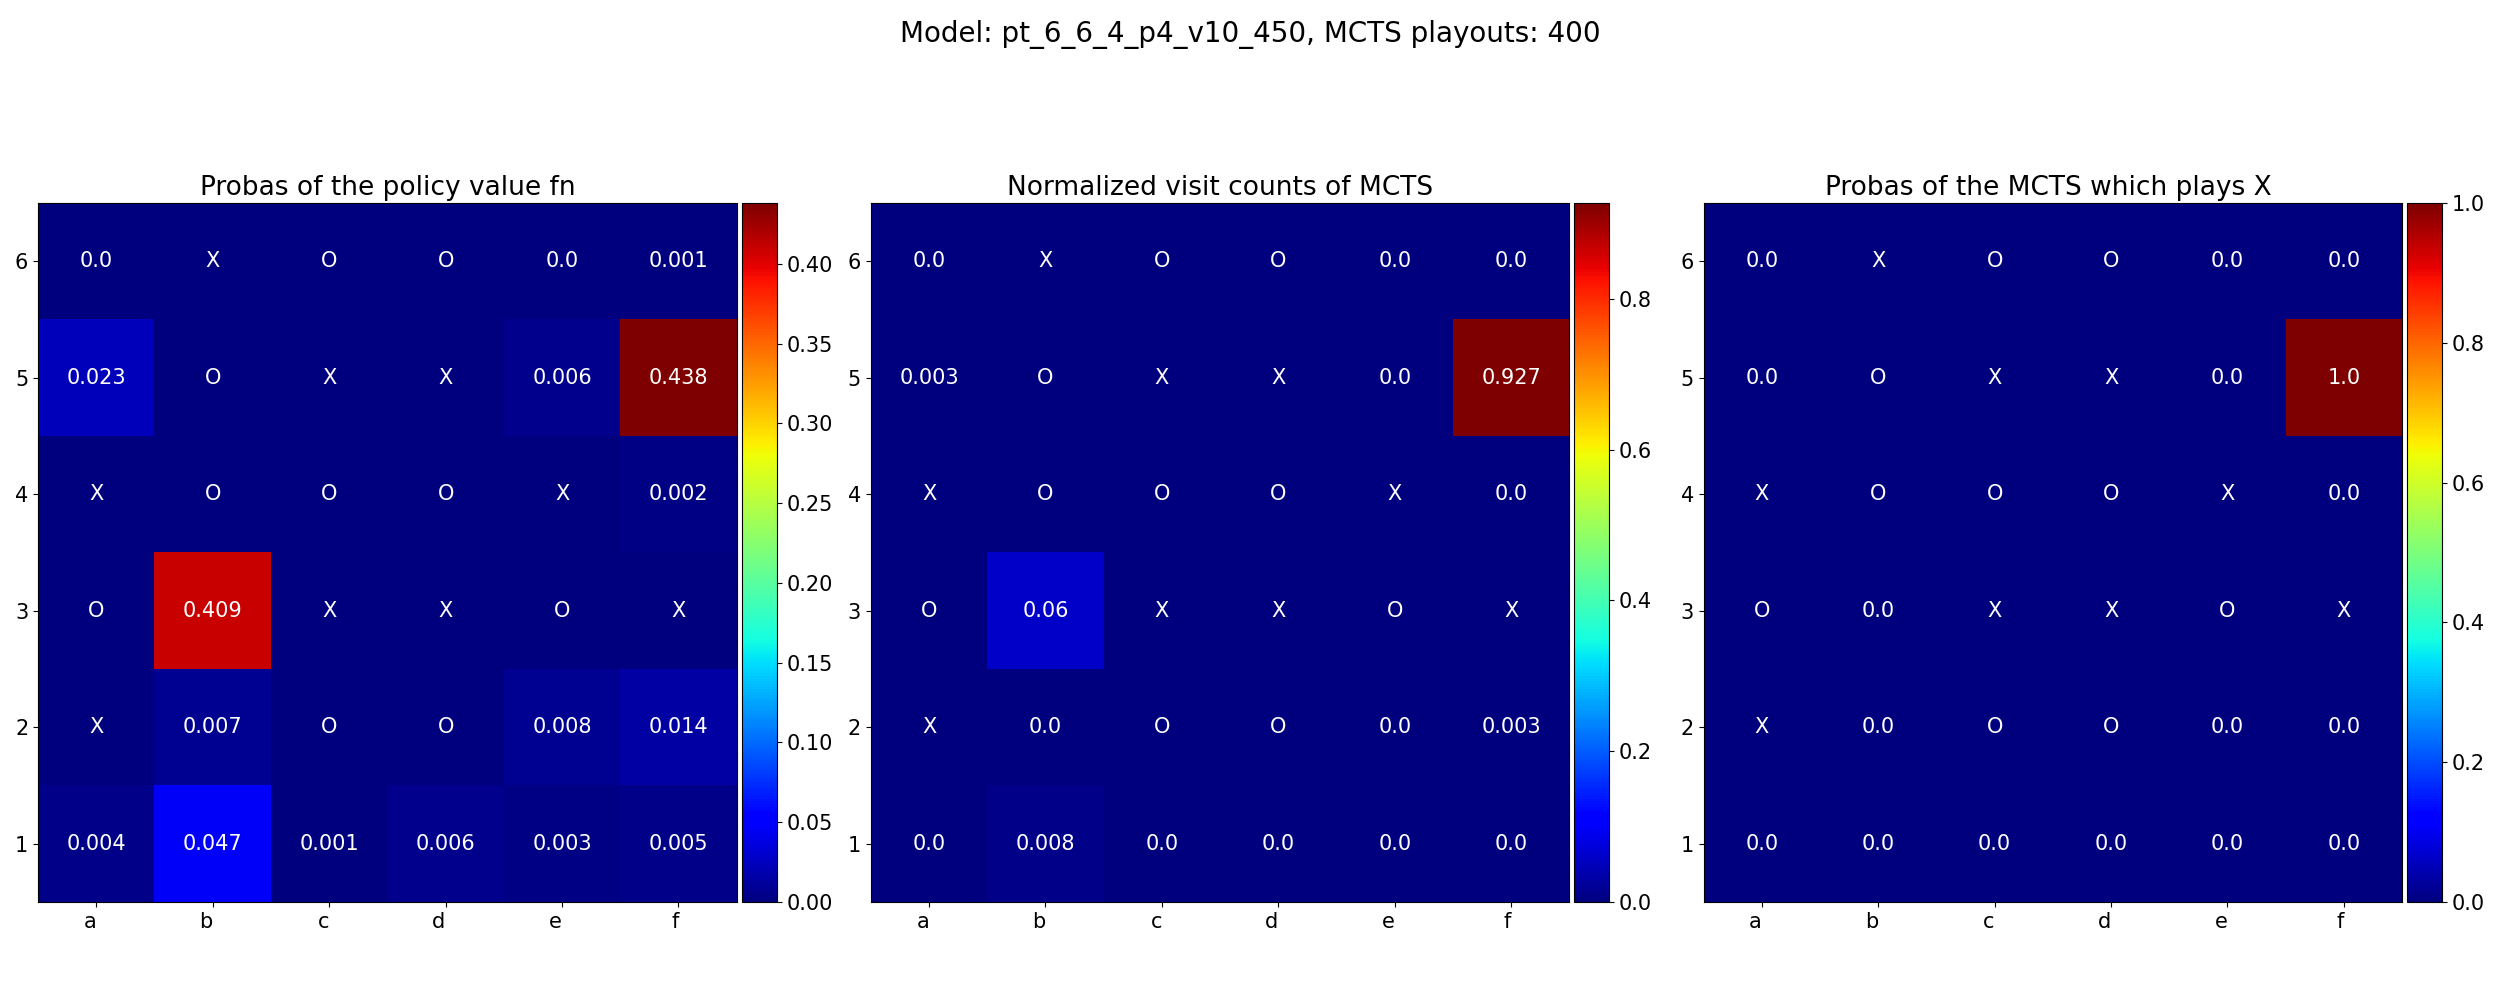 Model: pt_6_6_4_p4_v10_450, MCTS playouts: 400
Probas of the policy value fn
6 0.0 X O O 0.0 0.001
5 0.023 O X X 0.006 0.438
4 X O O O X 0.002
3 O 0.409 X X O X
2 X 0.007 O O 0.008 0.014
1 0.004 0.047 0.001 0.006 0.003 0.005
a b c d e f
0.40
0.35
0.30
0.25
0.20
0.15
0.10
0.05
0.00
Normalized visit counts of MCTS
6 0.0 X O O 0.0 0.0
5 0.003 O X X 0.0 0.927
4 X O O O X 0.0
3 O 0.06 X X O X
2 X 0.0 O O 0.0 0.003
1 0.0 0.008 0.0 0.0 0.0 0.0
a b c d e f
0.8
0.6
0.4
0.2
0.0
Probas of the MCTS which plays X
6 0.0 X O O 0.0 0.0
5 0.0 O X X 0.0 1.0
4 X O O O X 0.0
3 O 0.0 X X O X
2 X 0.0 O O 0.0 0.0
1 0.0 0.0 0.0 0.0 0.0 0.0
a b c d e f
1.0
0.8
0.6
0.4
0.2
0.0